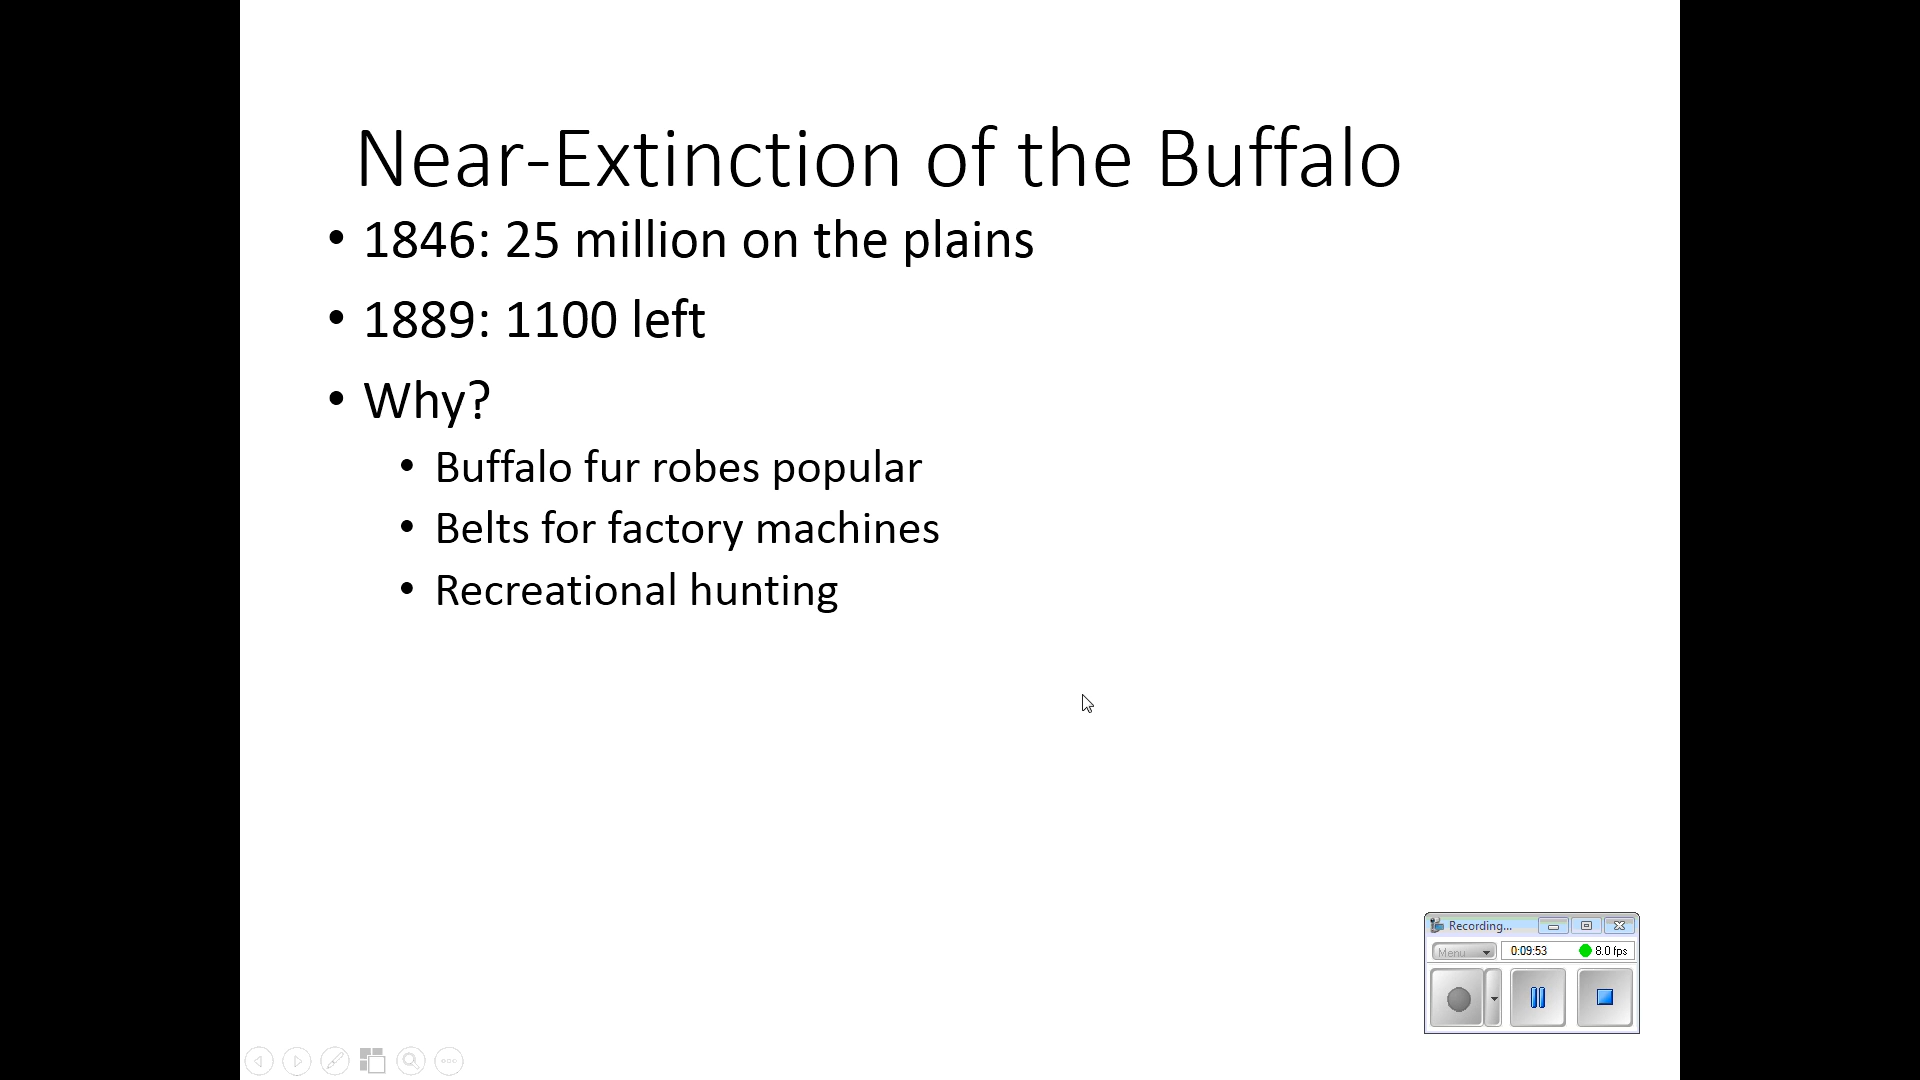 Near-Extinction of the Buffalo
• 1846: 25 million on the plains
• 1889: 1100 left
• Why?
• Buffalo fur robes popular
• Belts for factory machines
• Recreational hunting
Recording...
Menu 0:09:53 8.0 fps